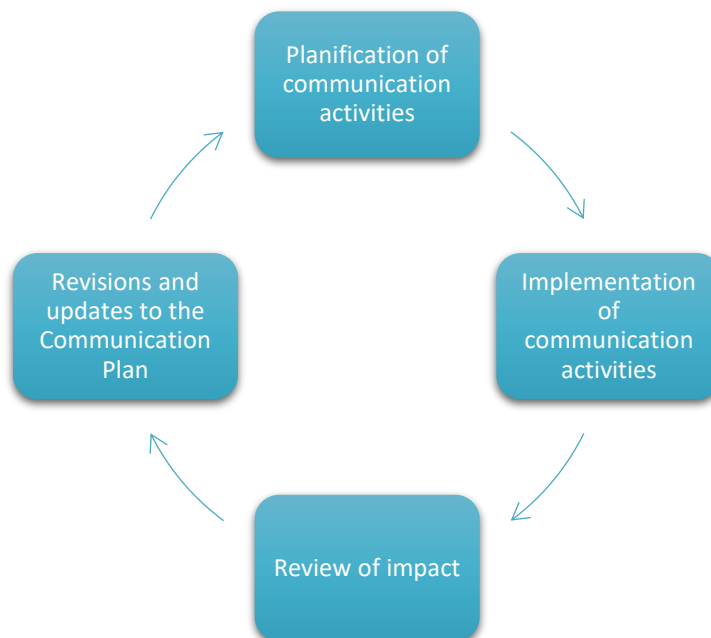 Planification of
communication
activities
Implementation
of
communication
activities
Review of impact
Revisions and
updates to the
Communication
Plan